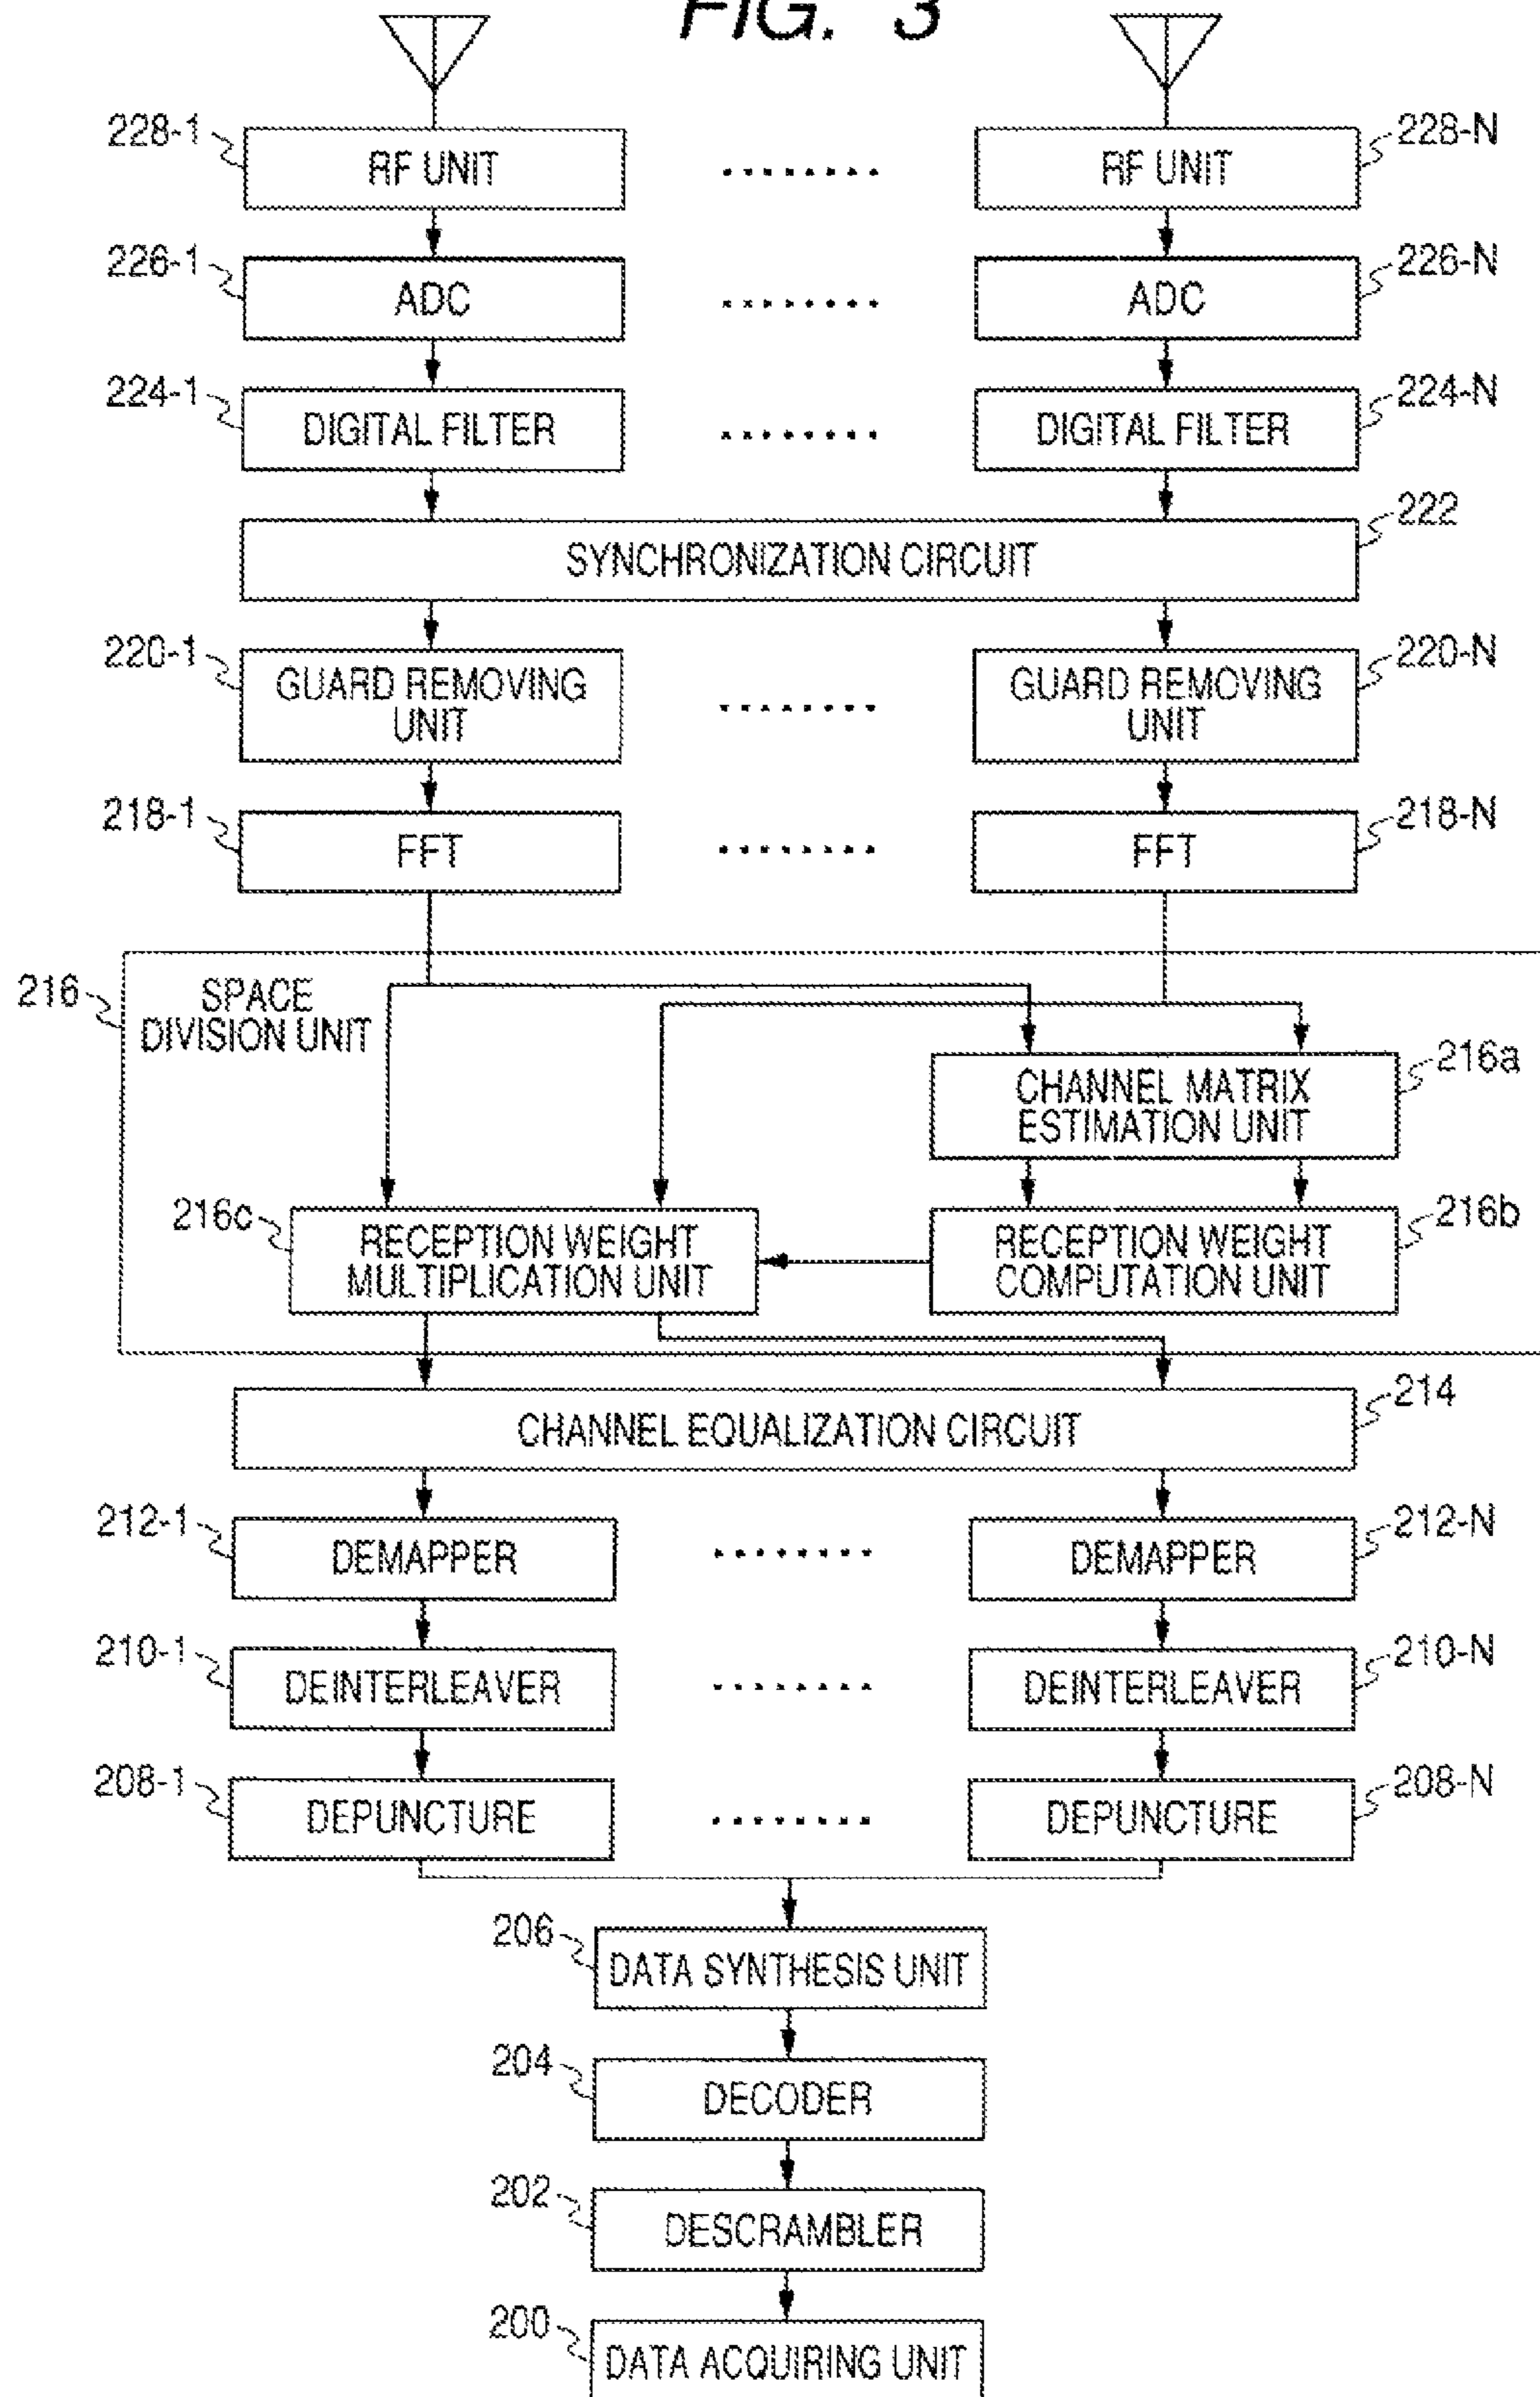 FIG. 3
228-1
RF UNIT
RF UNIT
228-N
226-1
ADC
ADC
226-N
224-1
DIGITAL FILTER
DIGITAL FILTER
224-N
SYNCHRONIZATION CIRCUIT
222
220-1
GUARD REMOVING
UNIT
GUARD REMOVING
UNIT
220-N
218-1
FFT
FFT
218-N
216
SPACE
DIVISION UNIT
CHANNEL MATRIX
ESTIMATION UNIT
216a
216c
RECEPTION WEIGHT
MULTIPLICATION UNIT
RECEPTION WEIGHT
COMPUTATION UNIT
216b
CHANNEL EQUALIZATION CIRCUIT
214
212-1
DEMAPPER
DEMAPPER
212-N
210-1
DEINTERLEAVER
DEINTERLEAVER
210-N
208-1
DEPUNCTURE
DEPUNCTURE
208-N
206
DATA SYNTHESIS UNIT
204
DECODER
202
DESCRAMBLER
200
DATA ACQUIRING UNIT